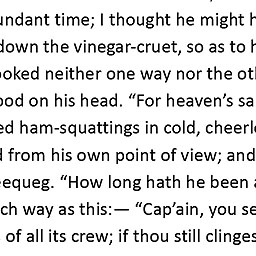 undant time; I thought he might h
down the vinegar-cruet, so as to h
ooked neither one way nor the ot
ood on his head. “For heaven’s sa
ed ham-squattings in cold, cheerl
d from his own point of view; and
eequeg. “How long hath he been a
ch way as this:— “Cap’ain, you se
of all its crew; if thou still clinges